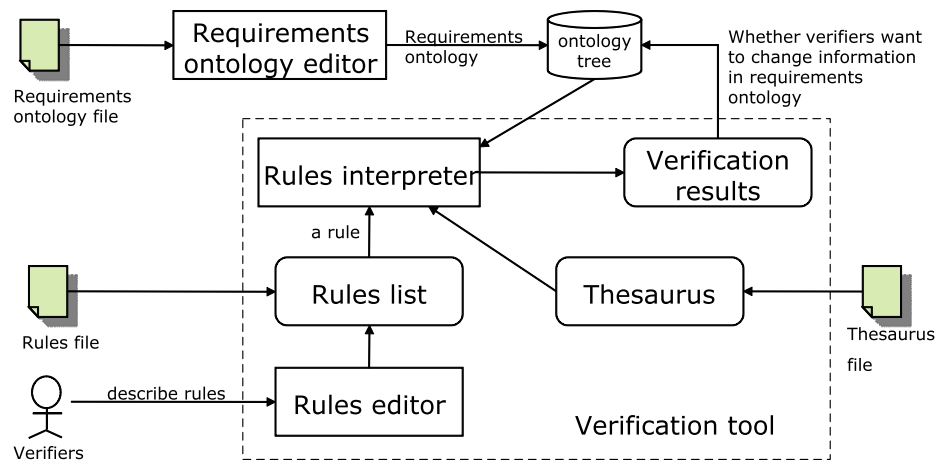 Requirements
ontology editor
Requirements
ontology
ontology
tree
Whether verifiers want
to change information
in requirements
ontology
Requirements
ontology file
Rules interpreter
Verification
results
a rule
Rules list
Thesaurus
Rules file
Thesaurus
file
describe rules
Rules editor
Verification tool
Verifiers